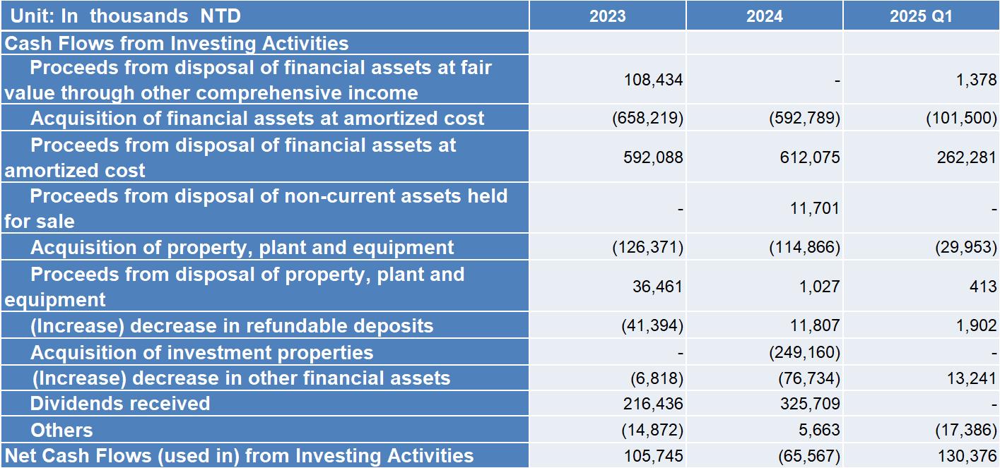 Unit: In thousands NTD 2023 2024 2025 Q1
Cash Flows from Investing Activities
Proceeds from disposal of financial assets at fair
value through other comprehensive income 108,434 - 1,378
Acquisition of financial assets at amortized cost (658,219) (592,789) (101,500)
Proceeds from disposal of financial assets at
amortized cost 592,088 612,075 262,281
Proceeds from disposal of non-current assets held
for sale - 11,701 -
Acquisition of property, plant and equipment (126,371) (114,866) (29,953)
Proceeds from disposal of property, plant and
equipment 36,461 1,027 413
(Increase) decrease in refundable deposits (41,394) 11,807 1,902
Acquisition of investment properties - (249,160) -
(Increase) decrease in other financial assets (6,818) (76,734) 13,241
Dividends received 216,436 325,709 -
Others (14,872) 5,663 (17,386)
Net Cash Flows (used in) from Investing Activities 105,745 (65,567) 130,376